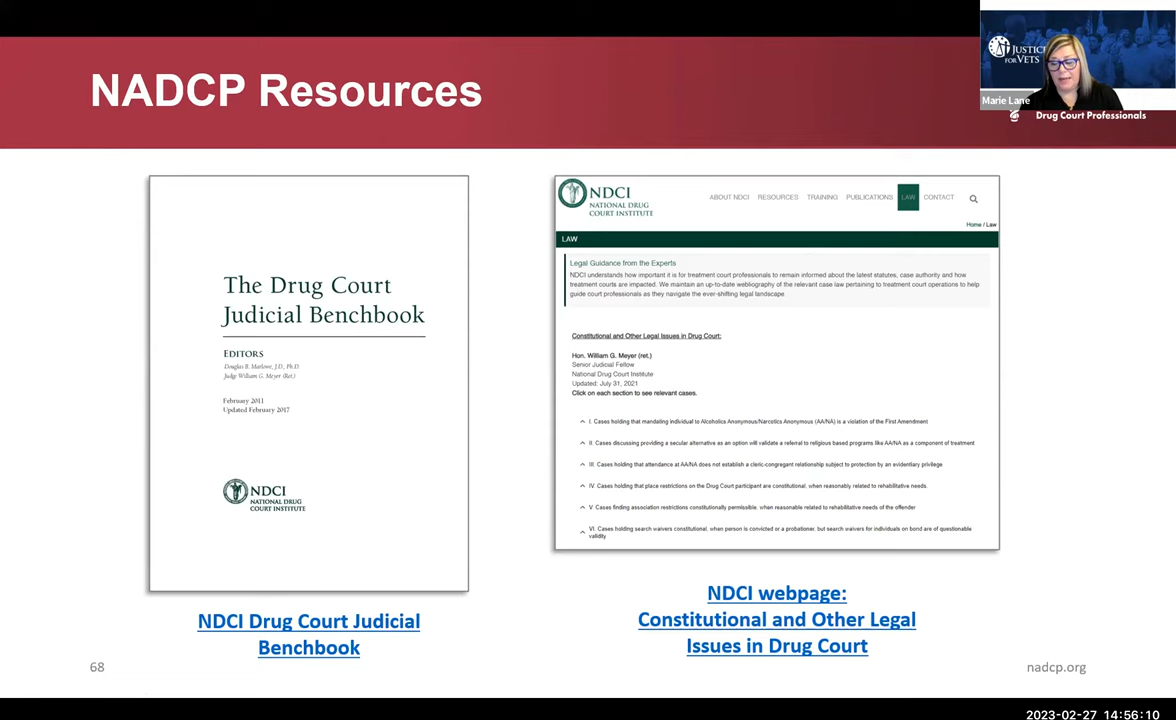 NADCP Resources
JUSTICE
FOR VETS
Marie Lane
Drug Court Professionals
The Drug Court
Judicial Benchbook
EDITORS
Douglas B. Marlowe, J.D., Ph.D.
Judge William G. Meyer (Ret.)
February 2011
Updated February 2017
NDCI
NATIONAL DRUG
COURT INSTITUTE
NDCI Drug Court Judicial
Benchbook
NDCI
NATIONAL DRUG
COURT INSTITUTE
ABOUT NDCI RESOURCES TRAINING PUBLICATIONS LAW CONTACT
Home / Law
LAW
Legal Guidance from the Experts
NDCI understands how important it is for treatment court professionals to remain informed about the latest statutes, case authority and how
treatment courts are impacted. We maintain an up-to-date webliography of the relevant case law pertaining to treatment court operations to help
guide court professionals as they navigate the ever-shifting legal landscape.
Constitutional and Other Legal Issues in Drug Court:
Hon. William G. Meyer (ret.)
Senior Judicial Fellow
National Drug Court Institute
Updated: July 31, 2021
Click on each section to see relevant cases.
I. Cases holding that mandating individual to Alcoholics Anonymous/Narcotics Anonymous (AA/NA) is a violation of the First Amendment
II. Cases discussing providing a secular alternative as an option will validate a referral to religious based programs like AA/NA as a component of treatment
III. Cases holding that attendance at AA/NA does not establish a cleric-congregant relationship subject to protection by an evidentiary privilege
IV. Cases holding that place restrictions on the Drug Court participant are constitutional, when reasonably related to rehabilitative needs.
V. Cases finding association restrictions constitutionally permissible, when reasonable related to rehabilitative needs of the offender
VI. Cases holding search waivers constitutional, when person is convicted or a probationer, but search waivers for individuals on bond are of questionable
validity
NDCI webpage:
Constitutional and Other Legal
Issues in Drug Court
68
nadcp.org
2023-02-27 14:56:10